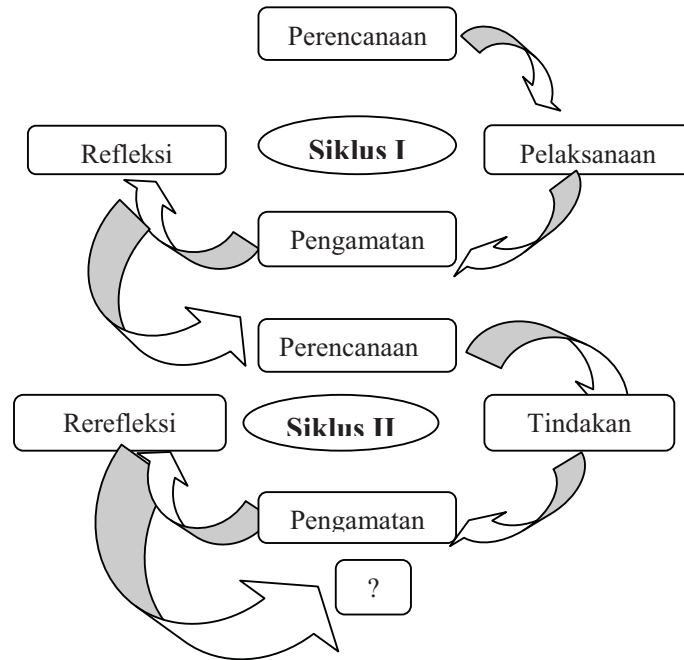 Perencanaan
Refleksi
Siklus I
Pelaksanaan
Pengamatan
Perencanaan
Rerefleksi
Siklus II
Tindakan
Pengamatan
?